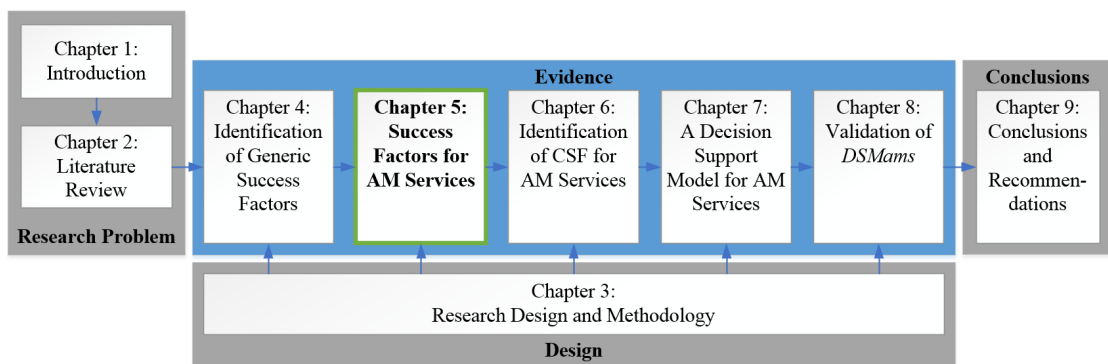 Chapter 1:
Introduction
Chapter 2:
Literature
Review
Research Problem
Evidence
Chapter 4:
Identification
of Generic
Success
Factors
Chapter 5:
Success
Factors for
AM Services
Chapter 6:
Identification
of CSF for
AM Services
Chapter 7:
A Decision
Support
Model for AM
Services
Chapter 8:
Validation of
DSMams
Conclusions
Chapter 9:
Conclusions
and
Recommen-
dations
Chapter 3:
Research Design and Methodology
Design